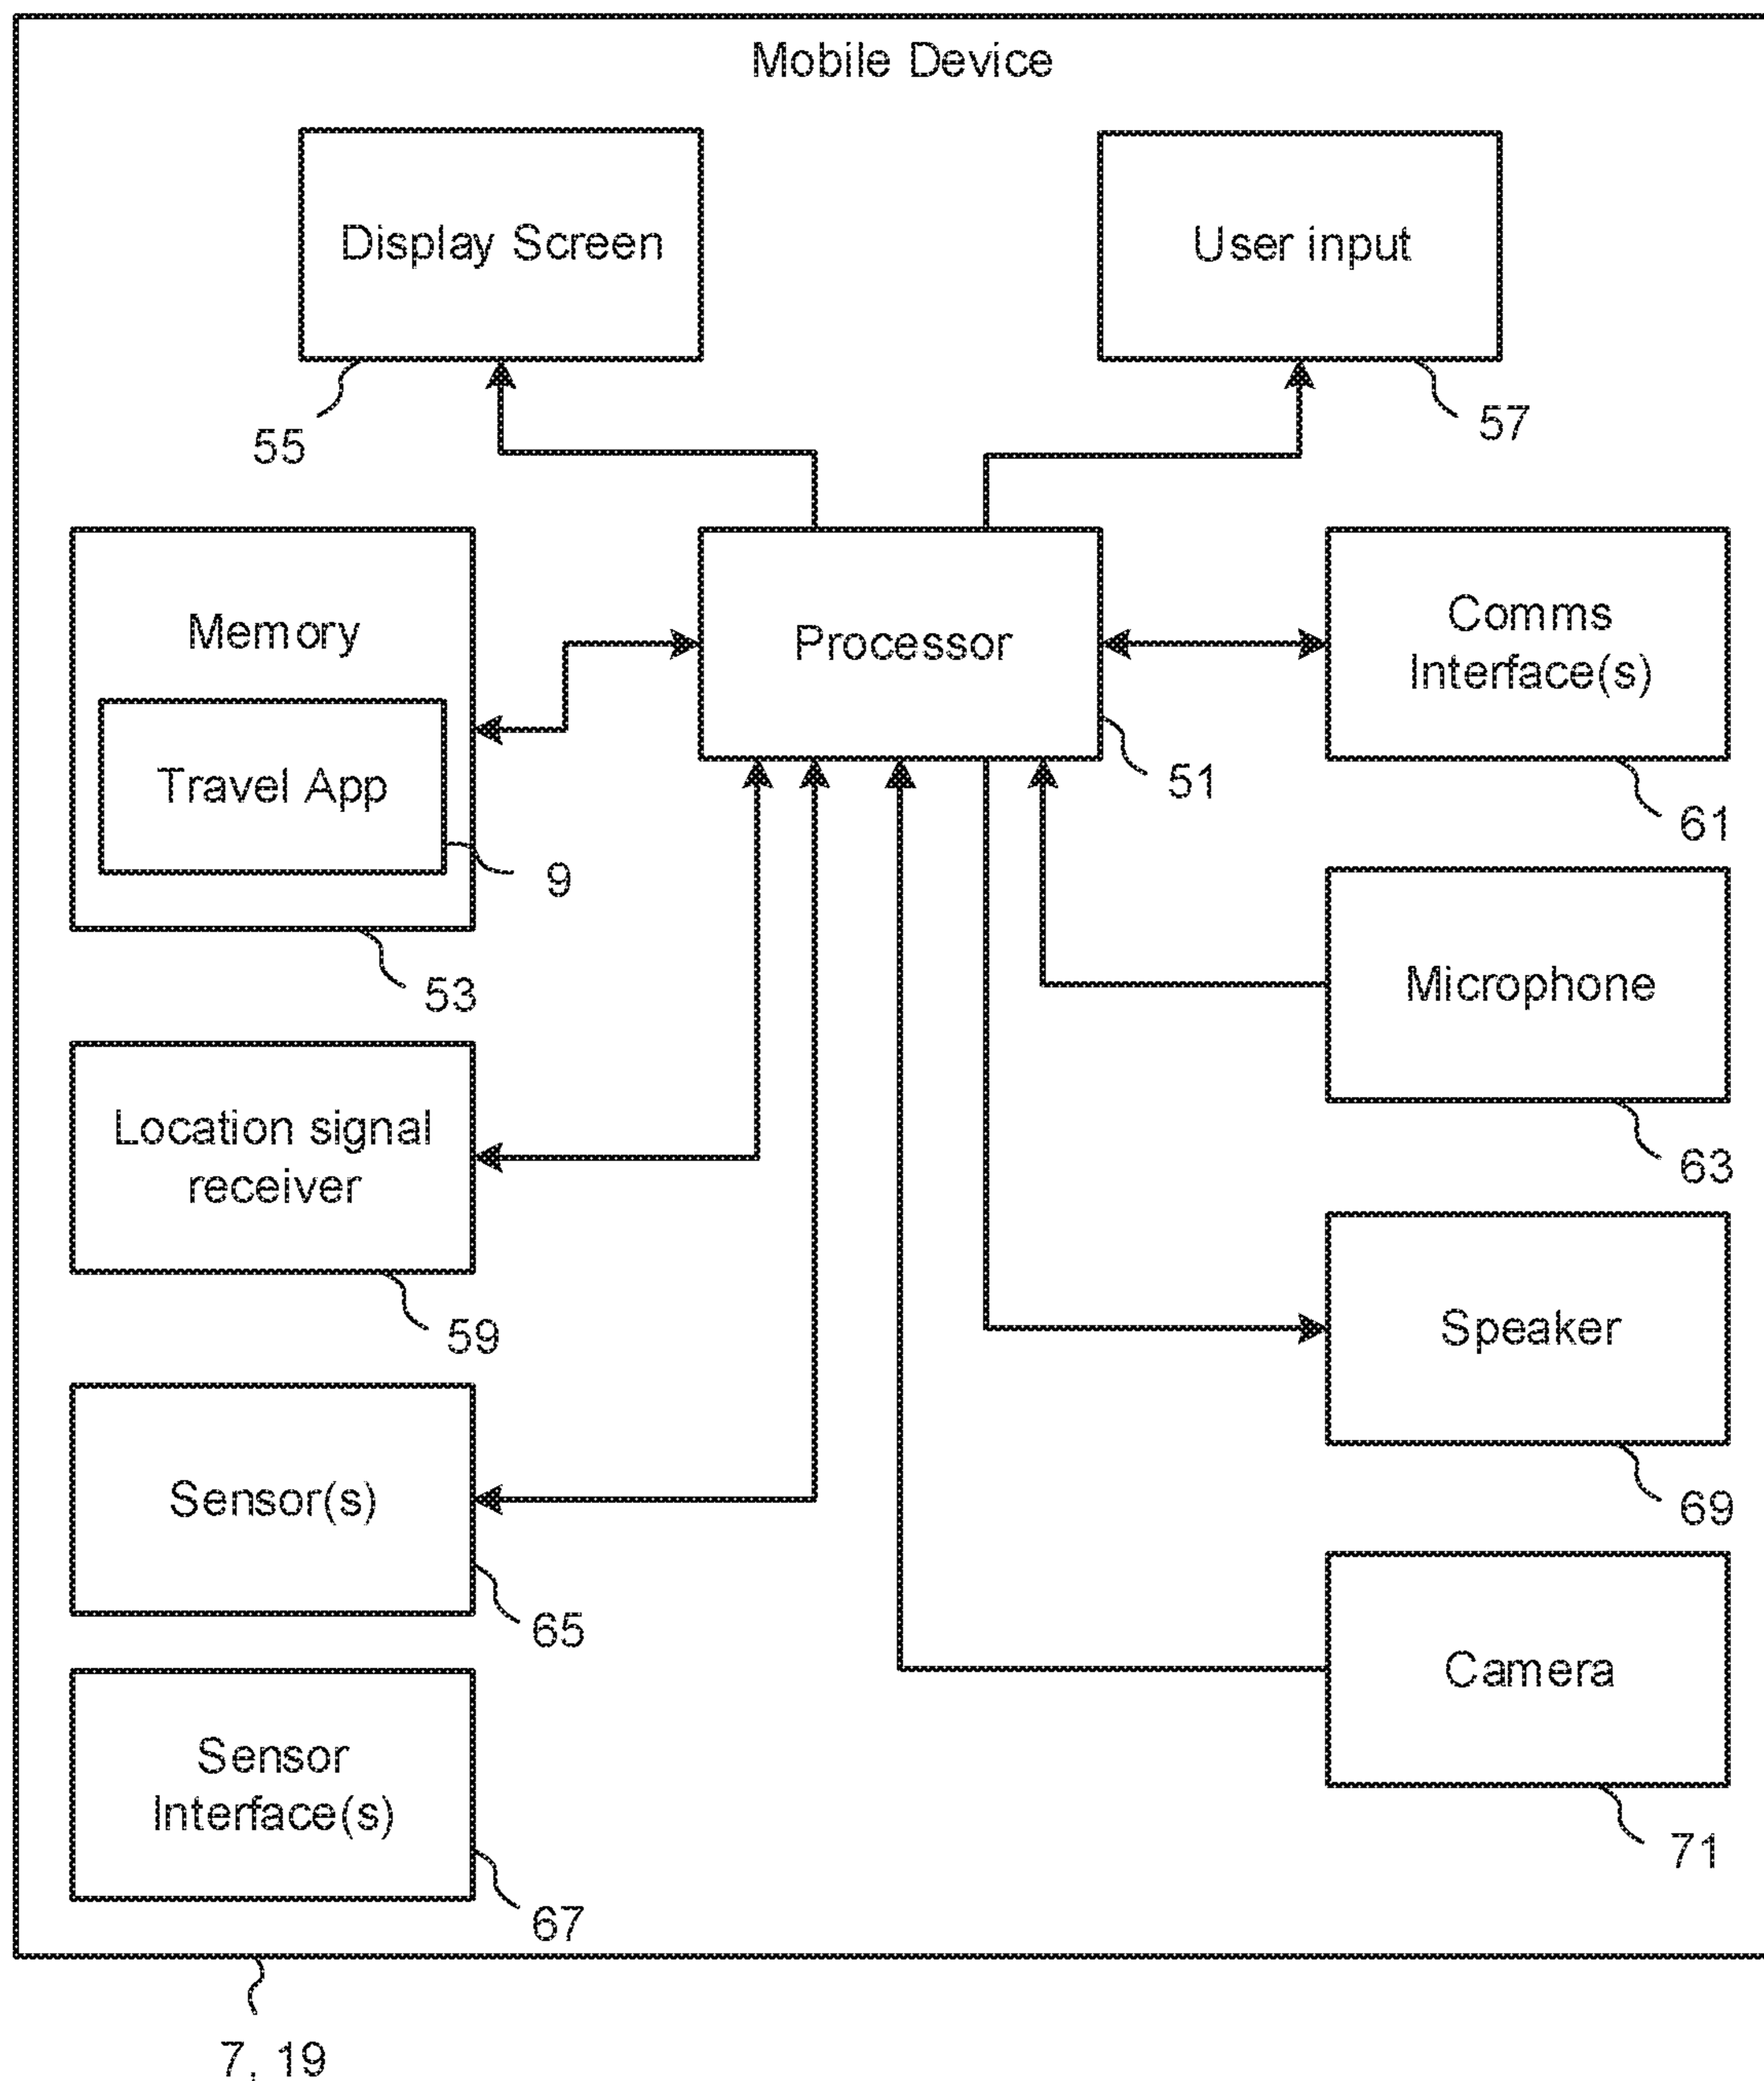 Mobile Device
Display Screen
User input
55
57
Memory
Processor
Comms
Interface(s)
Travel App
51
61
9
53
Microphone
Location signal
receiver
63
59
Speaker
Sensor(s)
69
65
Camera
Sensor
Interface(s)
71
67
7, 19